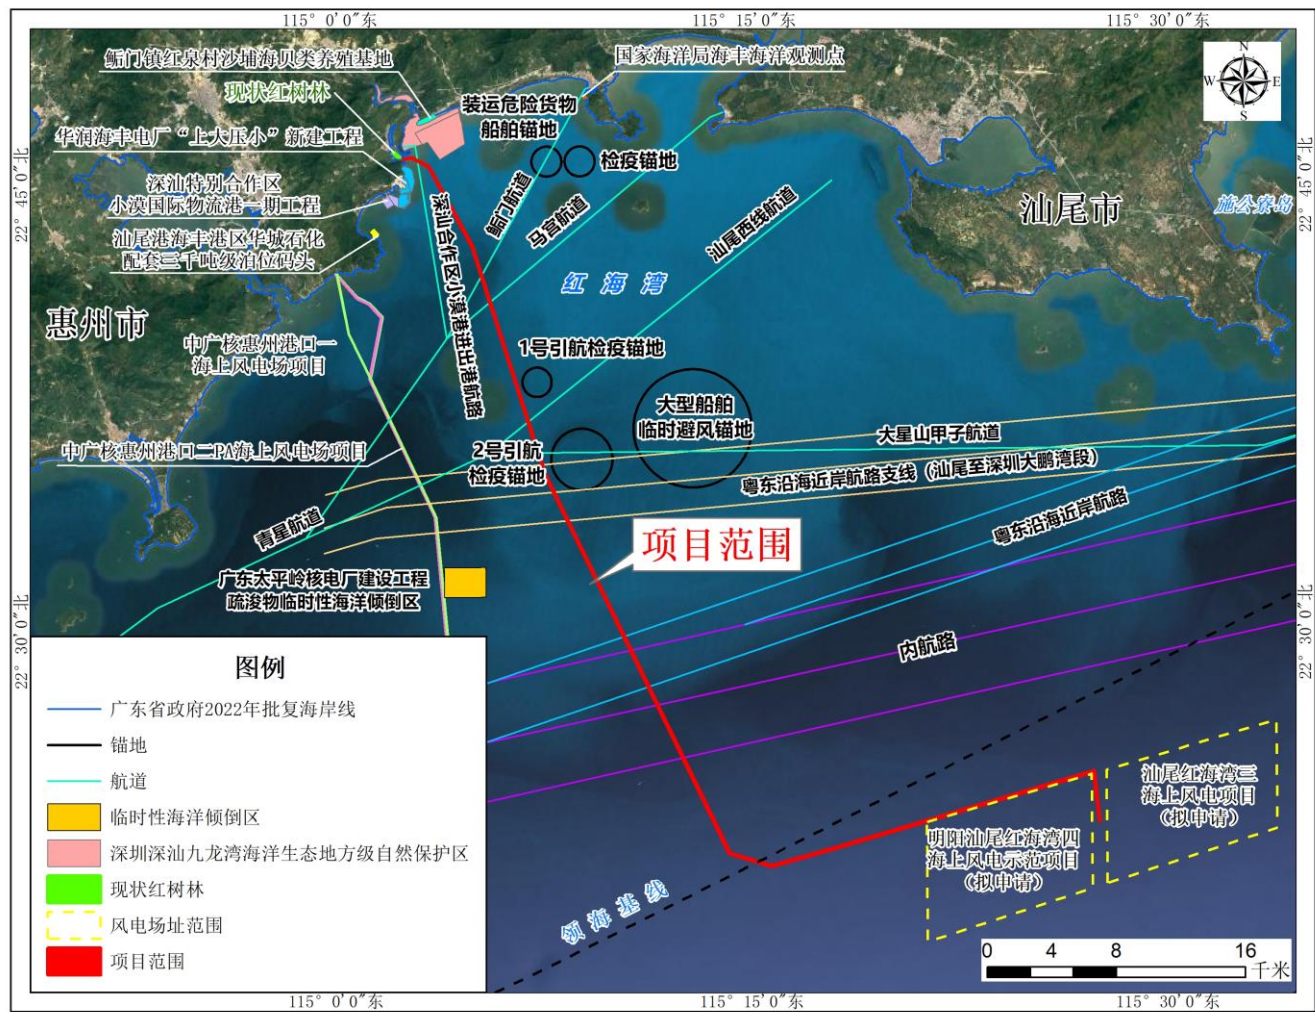 115° 0′0″东
115° 15′0″东
115° 30′0″东
鲘门镇红泉村沙埔海贝类养殖基地
国家海洋局海丰海洋观测点
现状红树林
装运危险货物
船舶锚地
N
W
E
S
华润海丰电厂“上大压小”新建工程
检疫锚地
22° 45′0″北
22° 45′0″北
深汕特别合作区
小漠国际物流港一期工程
鲘门航道
马宫航道
汕尾西线航道
汕尾市
施公寮岛
汕尾港海丰港区华城石化
配套三千吨级泊位码头
深汕合作区小漠港进出港航路
红海湾
惠州市
中广核惠州港口一
海上风电场项目
1号引航检疫锚地
大型船舶
临时避风锚地
大星山甲子航道
中广核惠州港口二PA海上风电场项目
2号引航
检疫锚地
粤东沿海近岸航路支线（汕尾至深圳大鹏湾段）
青星航道
粤东沿海近岸航路
项目范围
广东太平岭核电厂建设工程
疏浚物临时性海洋倾倒区
22° 30′0″北
22° 30′0″北
内航路
图例
广东省政府2022年批复海岸线
锚地
航道
临时性海洋倾倒区
深圳深汕九龙湾海洋生态地方级自然保护区
现状红树林
风电场址范围
项目范围
汕尾红海湾三
海上风电项目
（拟申请）
明阳汕尾红海湾四
海上风电示范项目
（拟申请）
领海基线
0 4 8 16
千米
115° 0′0″东
115° 15′0″东
115° 30′0″东